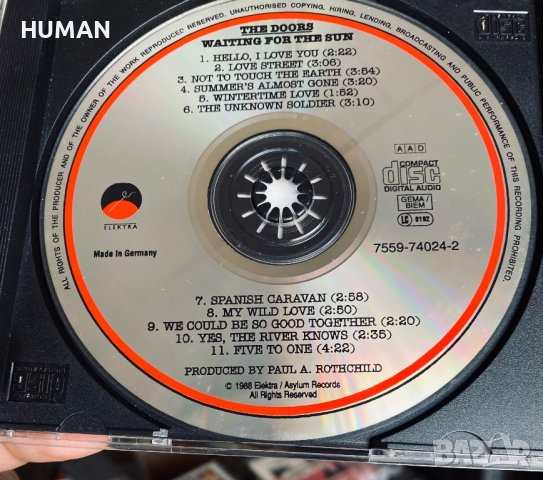 HUMAN
THE DOORS
WAITING FOR THE SUN
1. HELLO, I LOVE YOU (2:22)
2. LOVE STREET (3:06)
3. NOT TO TOUCH THE EARTH (3:54)
4. SUMMER'S ALMOST GONE (3:20)
5. WINTERTIME LOVE (1:52)
6. THE UNKNOWN SOLDIER (3:10)
AAD
COMPACT
disc
DIGITAL AUDIO
GEMA/
BIEM
LC 0192
ELEKTRA
Made in Germany
7559-74024-2
7. SPANISH CARAVAN (2:58)
8. MY WILD LOVE (2:50)
9. WE COULD BE SO GOOD TOGETHER (2:20)
10. YES, THE RIVER KNOWS (2:35)
11. FIVE TO ONE (4:22)
PRODUCED BY PAUL A. ROTHCHILD
© 1968 Elektra / Asylum Records
All Rights Reserved
ALL RIGHTS OF THE PRODUCER AND OF THE OWNER OF THE WORK REPRODUCED RESERVED. UNAUTHORISED COPYING, HIRING, LENDING, BROADCASTING AND PUBLIC PERFORMANCE OF THIS RECORDING PROHIBITED.
BAZAR